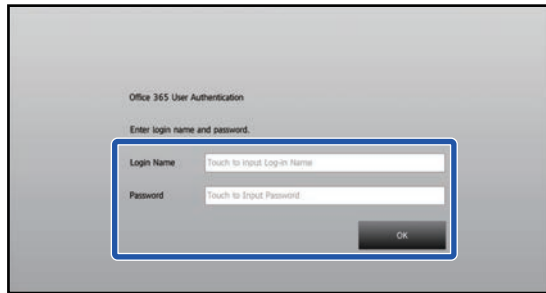 Office 365 User Authentication
Enter login name and password.
Login Name Touch to input Log-in Name
Password Touch to Input Password
OK